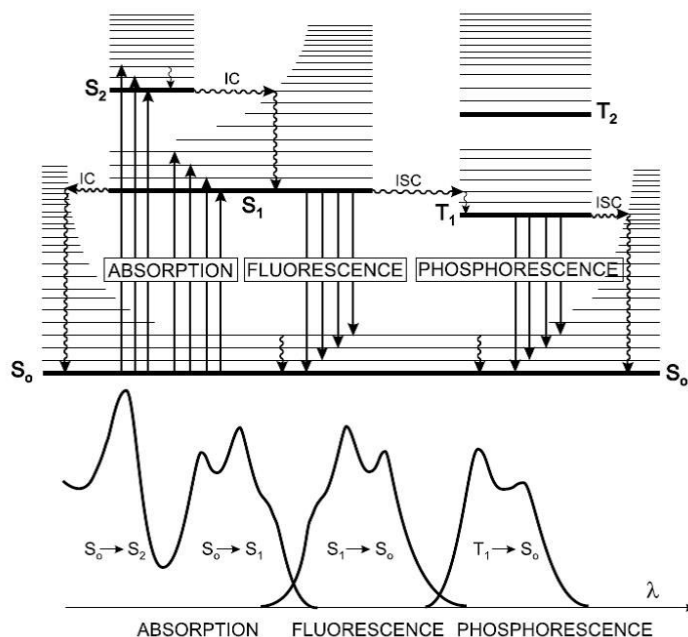 IC
S₂
T₂
IC
ISC
ISC
S₁
T₁
ABSORPTION
FLUORESCENCE
PHOSPHORESCENCE
Sₒ
Sₒ
Sₒ → S₂
Sₒ → S₁
S₁ → Sₒ
T₁ → Sₒ
λ
ABSORPTION
FLUORESCENCE
PHOSPHORESCENCE